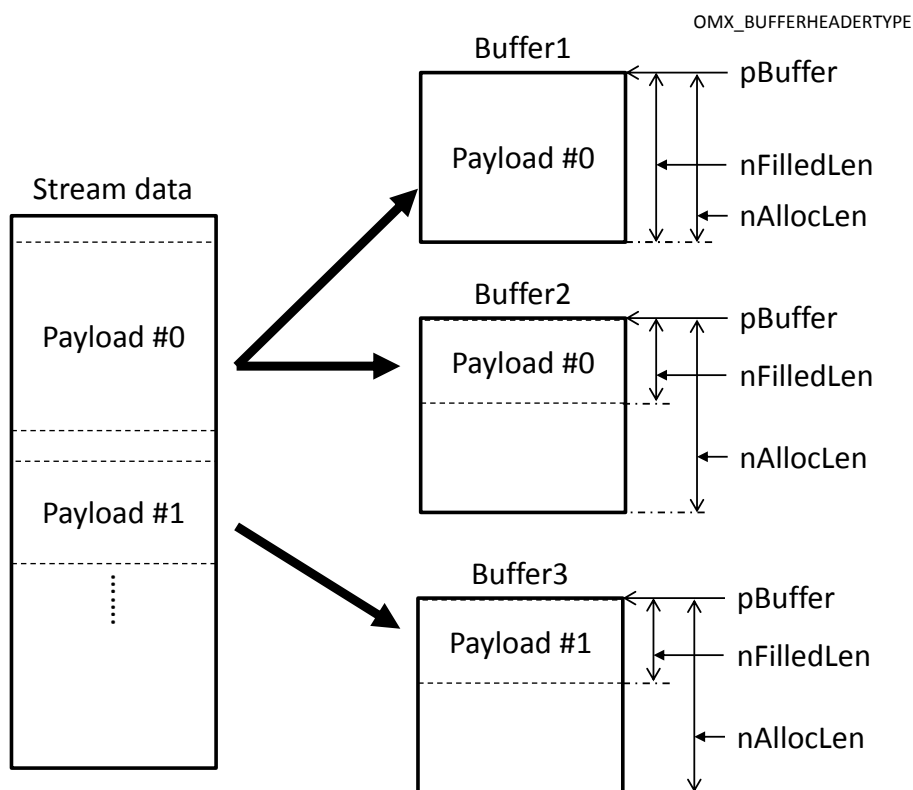 OMX_BUFFERHEADERTYPE
Buffer1
pBuffer
Payload #0
nFilledLen
nAllocLen
Stream data
Payload #0
Payload #1
Buffer2
pBuffer
Payload #0
nFilledLen
nAllocLen
Buffer3
pBuffer
Payload #1
nFilledLen
nAllocLen